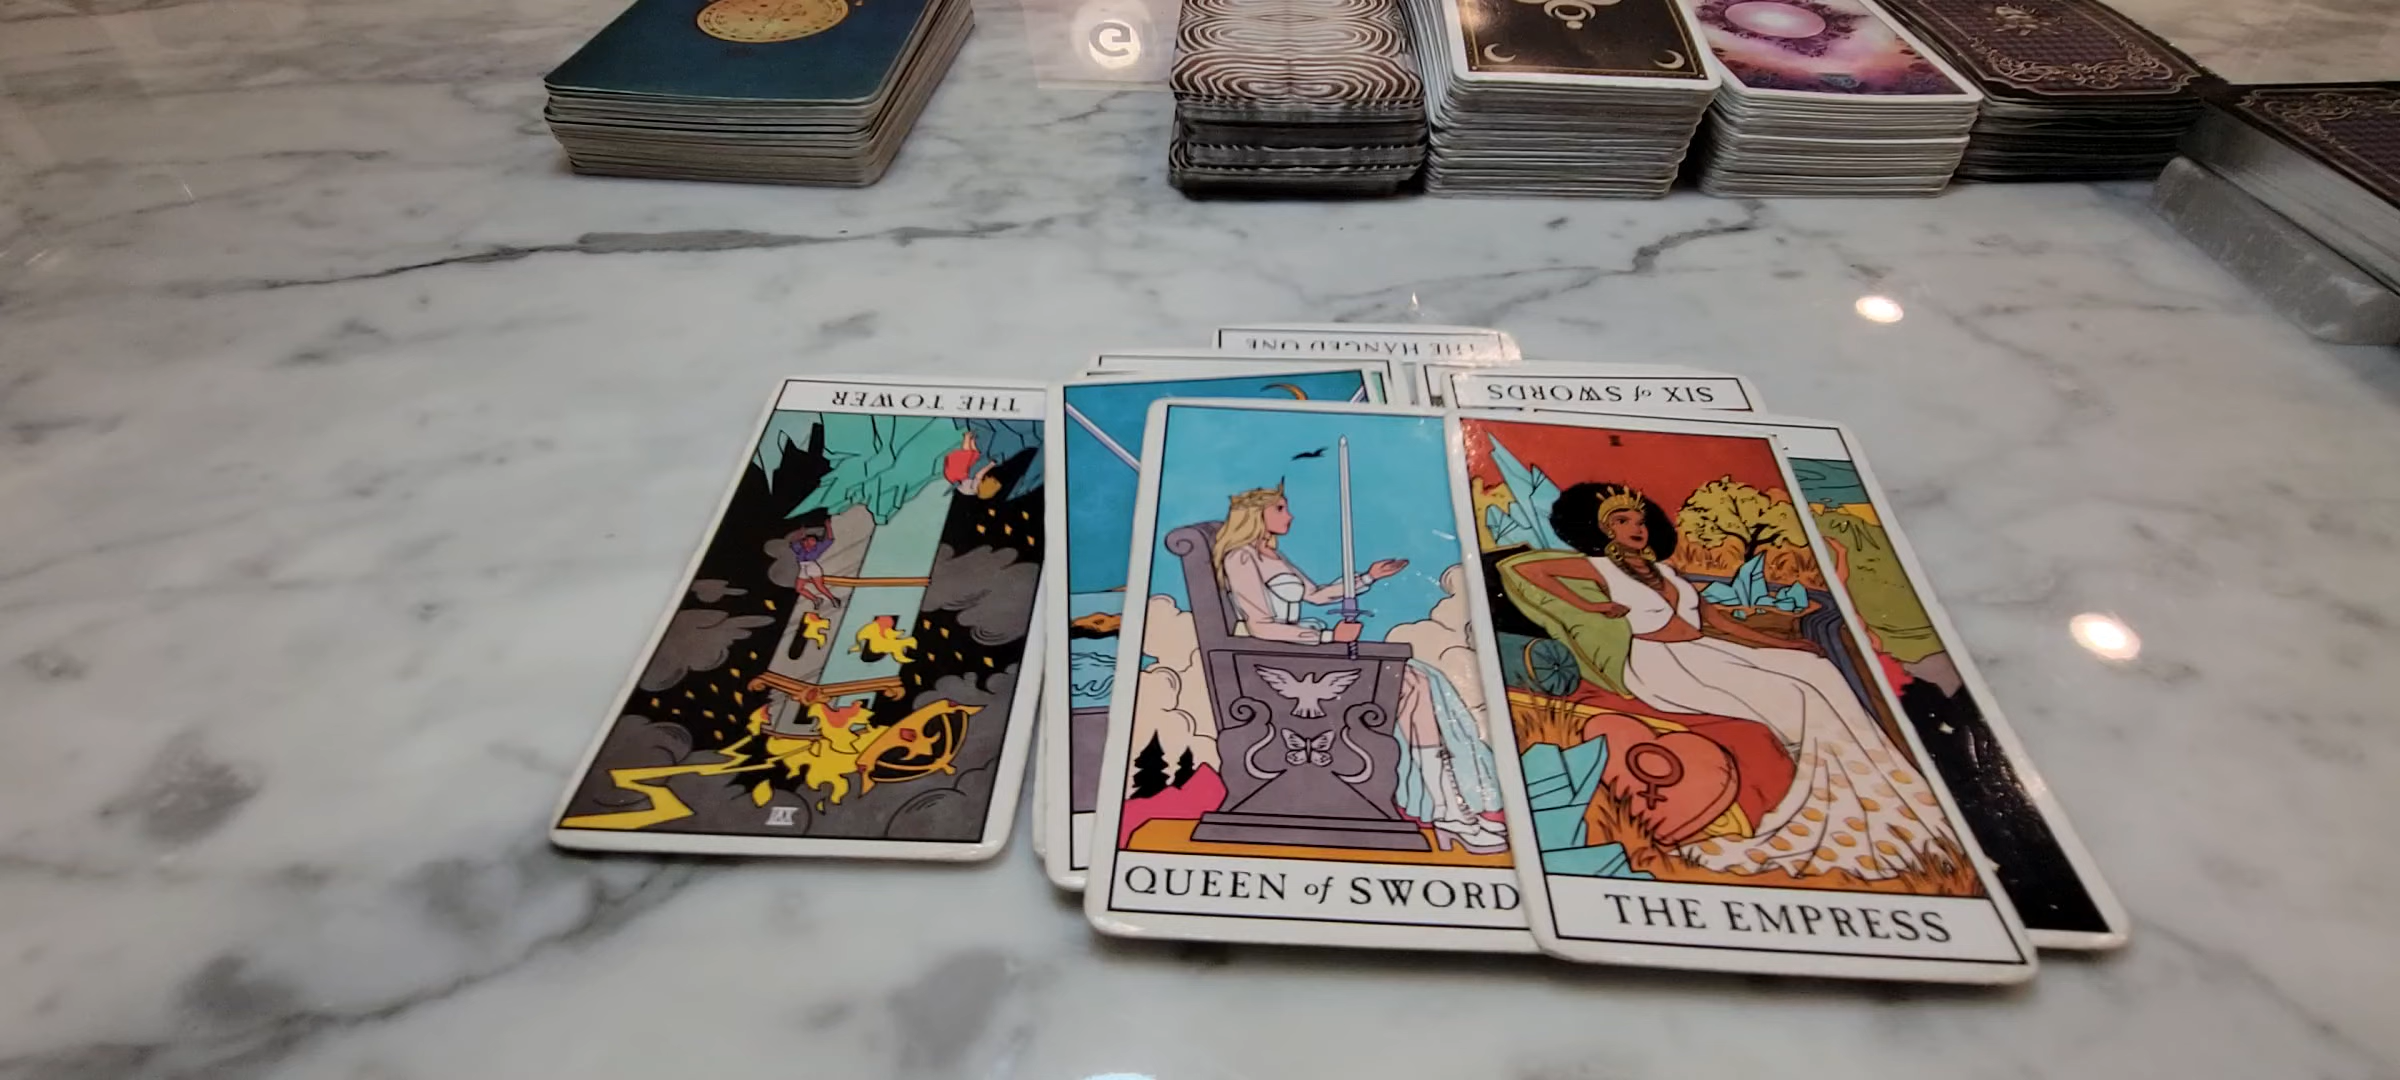 THE HANGED ONE
SIX of SWORDS
THE TOWER
QUEEN of SWORD
THE EMPRESS